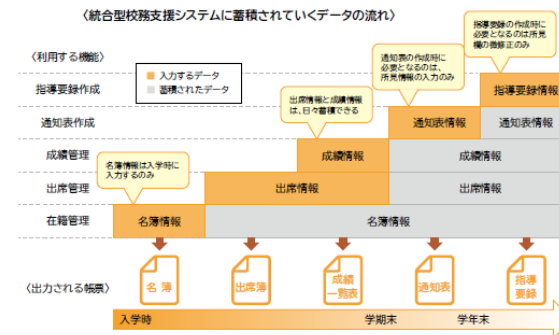 〈統合型校務支援システムに蓄積されていくデータの流れ〉
〈利用する機能〉
入力するデータ
蓄積されたデータ
通知表の作成時に
必要となるのは、
所見情報の入力のみ
指導要録の作成時に
必要となるのは所見
欄の微修正のみ
指導要録作成
指導要録情報
出席情報と成績情報
は、日々蓄積できる
通知表作成
通知表情報
通知表情報
名簿情報は入学時に
入力するのみ
成績管理
成績情報
成績情報
出席管理
出席情報
出席情報
在籍管理
名簿情報
名簿情報
〈出力される帳票〉
名 簿
出席簿
成績
一覧表
通知表
指導
要録
入学時
学期末
学年末